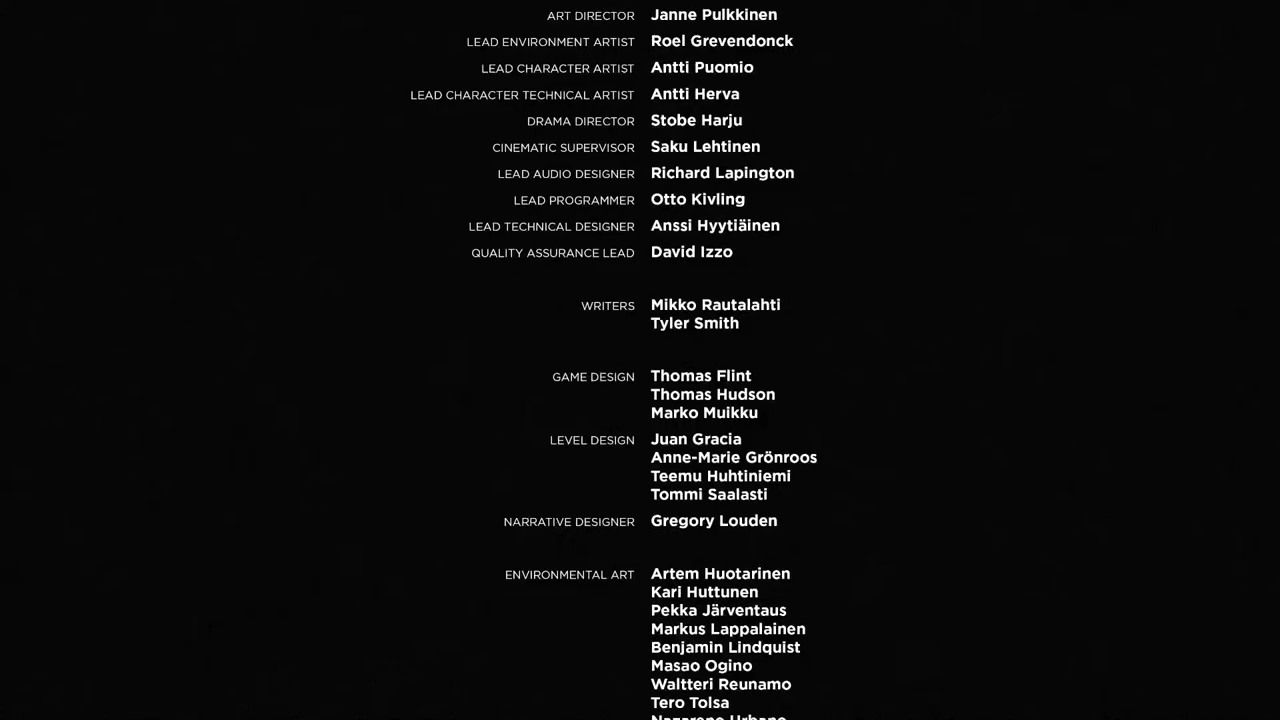 ART DIRECTOR Janne Pulkkinen
LEAD ENVIRONMENT ARTIST Roel Grevendonck
LEAD CHARACTER ARTIST Antti Puomio
LEAD CHARACTER TECHNICAL ARTIST Antti Herva
DRAMA DIRECTOR Stobe Harju
CINEMATIC SUPERVISOR Saku Lehtinen
LEAD AUDIO DESIGNER Richard Lapington
LEAD PROGRAMMER Otto Kivling
LEAD TECHNICAL DESIGNER Anssi Hyytiäinen
QUALITY ASSURANCE LEAD David Izzo
WRITERS Mikko Rautalahti
Tyler Smith
GAME DESIGN Thomas Flint
Thomas Hudson
Marko Muikku
LEVEL DESIGN Juan Gracia
Anne-Marie Grönroos
Teemu Huhtiniemi
Tommi Saalasti
NARRATIVE DESIGNER Gregory Louden
ENVIRONMENTAL ART Artem Huotarinen
Kari Huttunen
Pekka Järventaus
Markus Lappalainen
Benjamin Lindquist
Masao Ogino
Waltteri Reunamo
Tero Tolsa